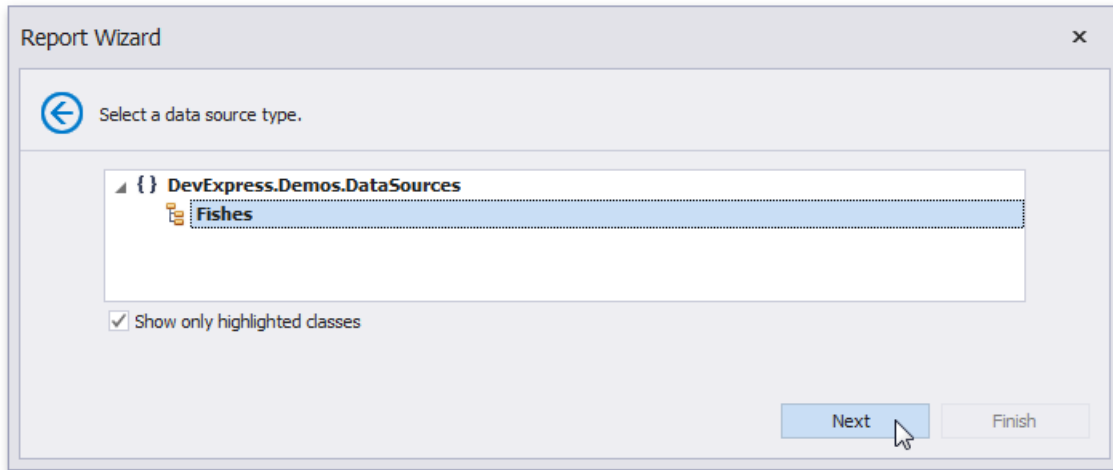 Report Wizard
Select a data source type.
{ } DevExpress.Demos.DataSources
Fishes
Show only highlighted classes
Next Finish